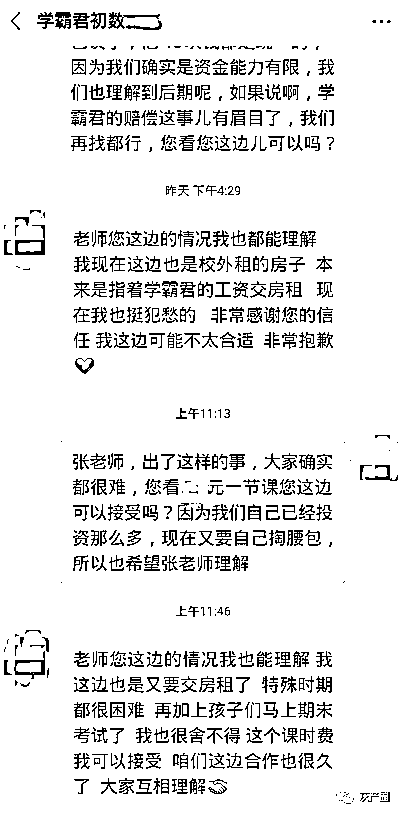 学霸君初数
因为我们确实是资金能力有限，我
们也理解到后期呢，如果说啊，学
霸君的赔偿这事儿有眉目了，我们
再找都行，您看您这边儿可以吗？
昨天 下午4:29
老师您这边的情况我也都能理解
我现在这边也是校外租的房子 本
来是指着学霸君的工资交房租 现
在我也挺犯愁的 非常感谢您的信
任 我这边可能不太合适 非常抱歉
上午11:13
张老师，出了这样的事，大家确实
都很难，您看 元一节课您这边
可以接受吗？因为我们自己已经投
资那么多，现在又要自己掏腰包，
所以也希望张老师理解
上午11:46
老师您这边的情况我也能理解 我
这边也是又要交房租了 特殊时期
都很困难 再加上孩子们马上期末
考试了 我也很舍不得 这个课时费
我可以接受 咱们这边合作也很久
了 大家互相理解
灰产圈